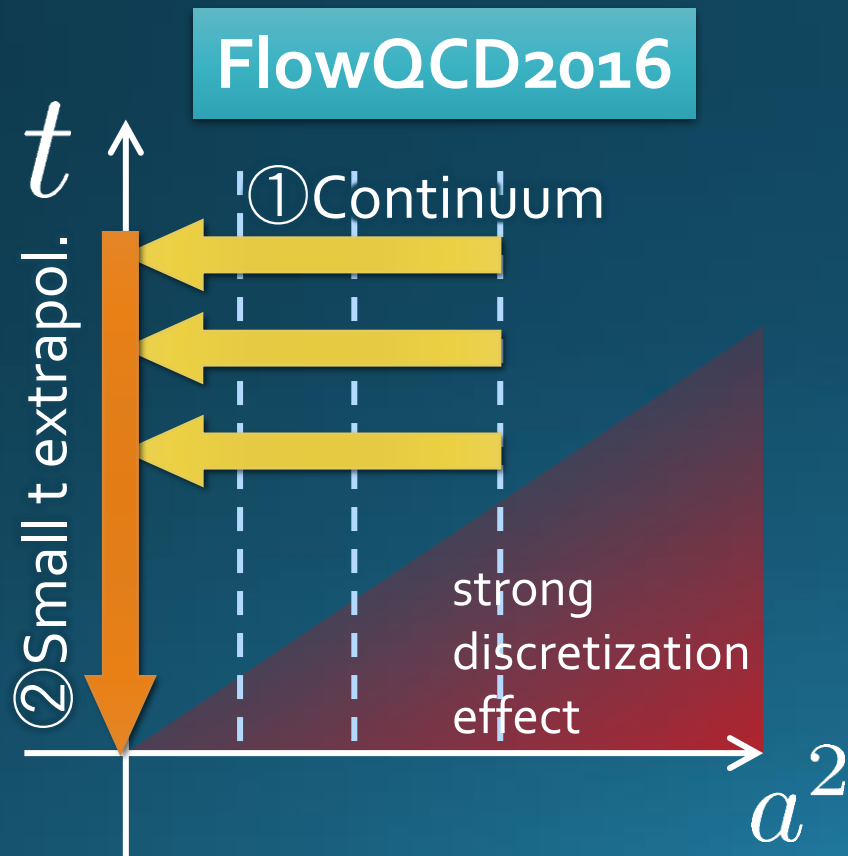 FlowQCD2016
t
①Continuum
②Small t extrapol.
strong
discretization
effect
a²